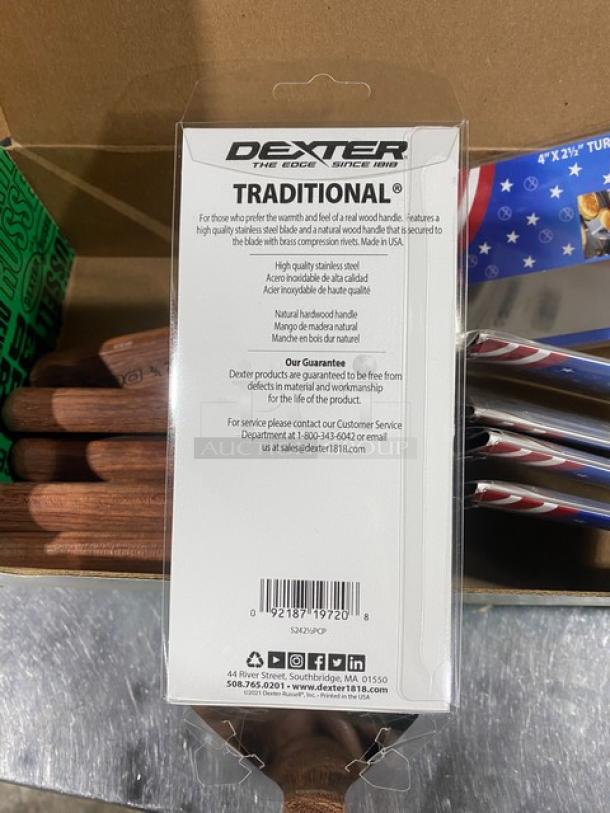 DEXTER
THE EDGE SINCE 1818
TRADITIONAL®
For those who prefer the warmth and feel of a real wood handle. Features a
high quality stainless steel blade and a natural wood handle that is secured to
the blade with brass compression rivets. Made in USA.
High quality stainless steel
Acero inoxidable de alta calidad
Acier inoxydable de haute qualité
Natural hardwood handle
Mango de madera natural
Manche en bois dur naturel
Our Guarantee
Dexter products are guaranteed to be free from
defects in material and workmanship
for the life of the product.
For service please contact our Customer Service
Department at 1-800-343-6042 or email
us at sales@dexter1818.com
AUCTION GROUP
0 92187 19720 8
S242½PCP
44 River Street, Southbridge, MA 01550
508.765.0201 • www.dexter1818.com
©2021 Dexter-Russell®, Inc. • Printed in the USA
4" X 2½" TUR